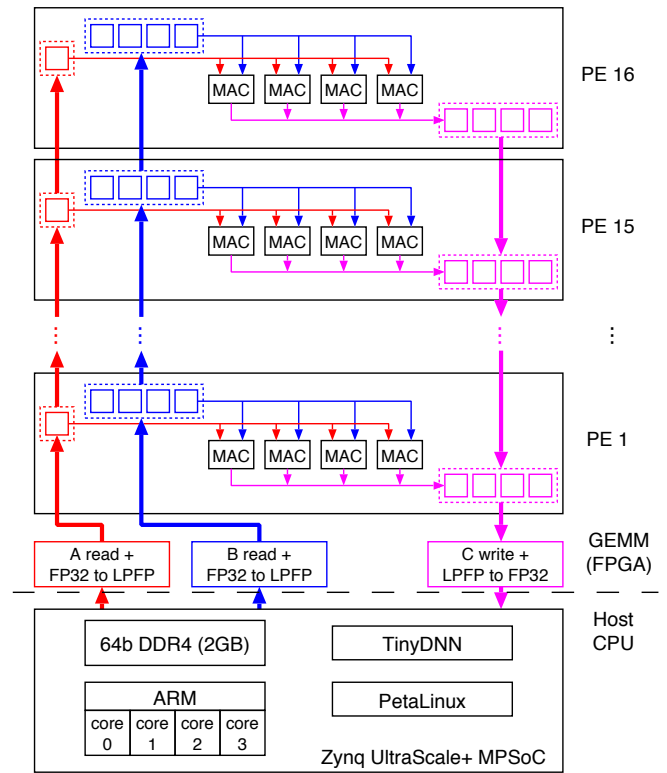 PE 16
MAC MAC MAC MAC
PE 15
MAC MAC MAC MAC
... ... ... ...
PE 1
MAC MAC MAC MAC
A read +
FP32 to LPFP
B read +
FP32 to LPFP
C write +
LPFP to FP32
GEMM
(FPGA)
Host
CPU
64b DDR4 (2GB)
TinyDNN
ARM
core
0
core
1
core
2
core
3
PetaLinux
Zynq UltraScale+ MPSoC